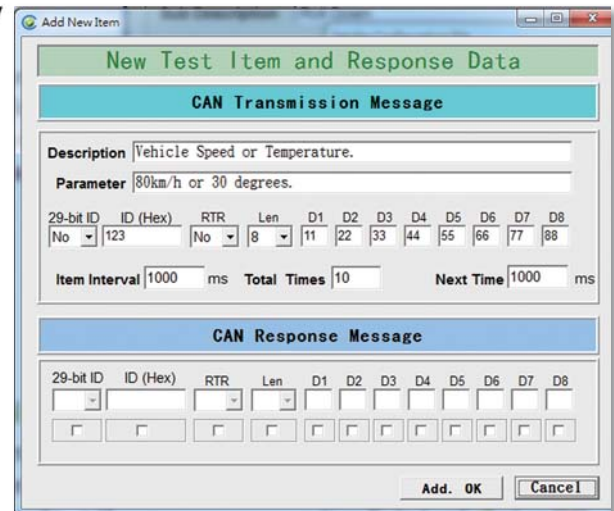 Add New Item
New Test Item and Response Data
CAN Transmission Message
Description Vehicle Speed or Temperature.
Parameter 80km/h or 30 degrees.
29-bit ID ID (Hex) RTR Len D1 D2 D3 D4 D5 D6 D7 D8
No 123 No 8 11 22 33 44 55 66 77 88
Item Interval 1000 ms Total Times 10 Next Time 1000 ms
CAN Response Message
29-bit ID ID (Hex) RTR Len D1 D2 D3 D4 D5 D6 D7 D8
Add. OK Cancel